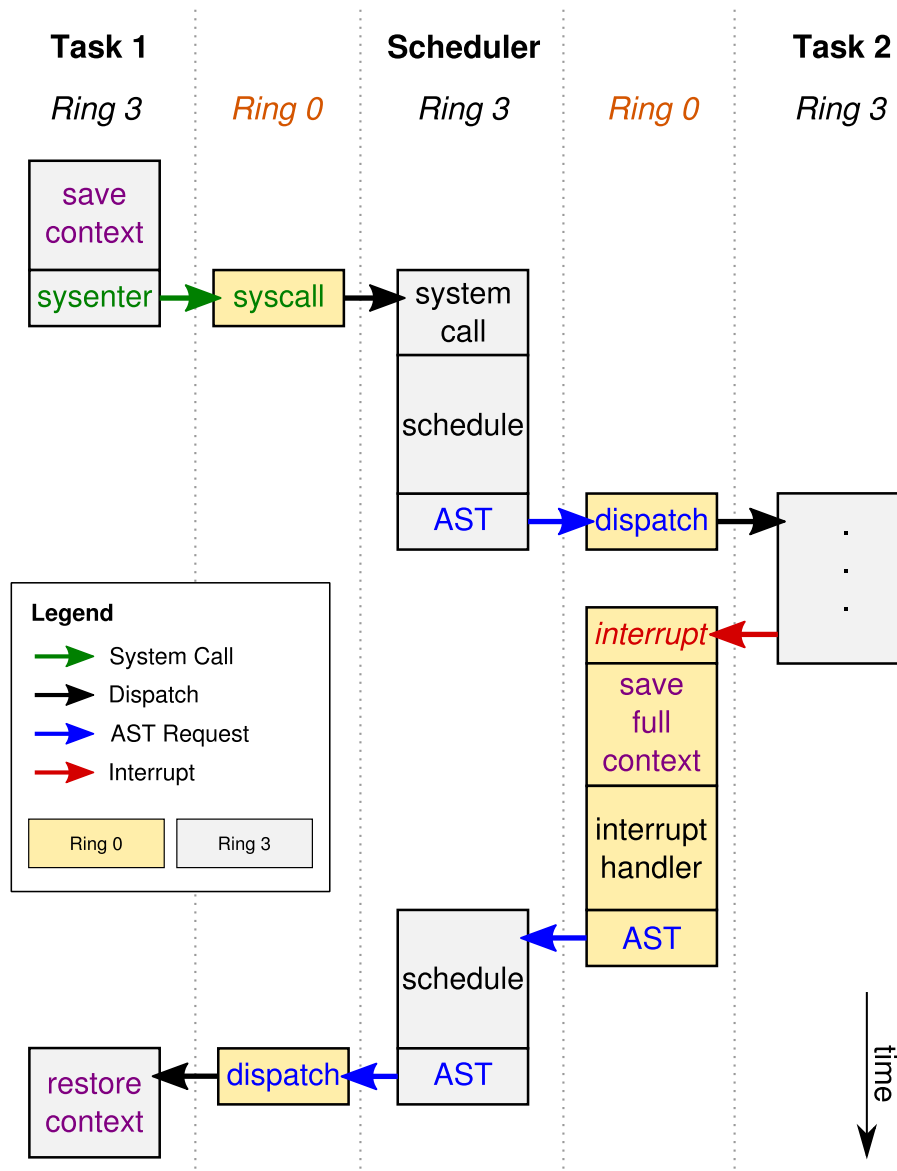 Task 1
Scheduler
Task 2
Ring 3
Ring 0
Ring 3
Ring 0
Ring 3
save
context
sysenter
syscall
system
call
schedule
AST
dispatch
.
.
.
interrupt
save
full
context
interrupt
handler
AST
Legend
System Call
Dispatch
AST Request
Interrupt
Ring 0
Ring 3
schedule
AST
dispatch
restore
context
time